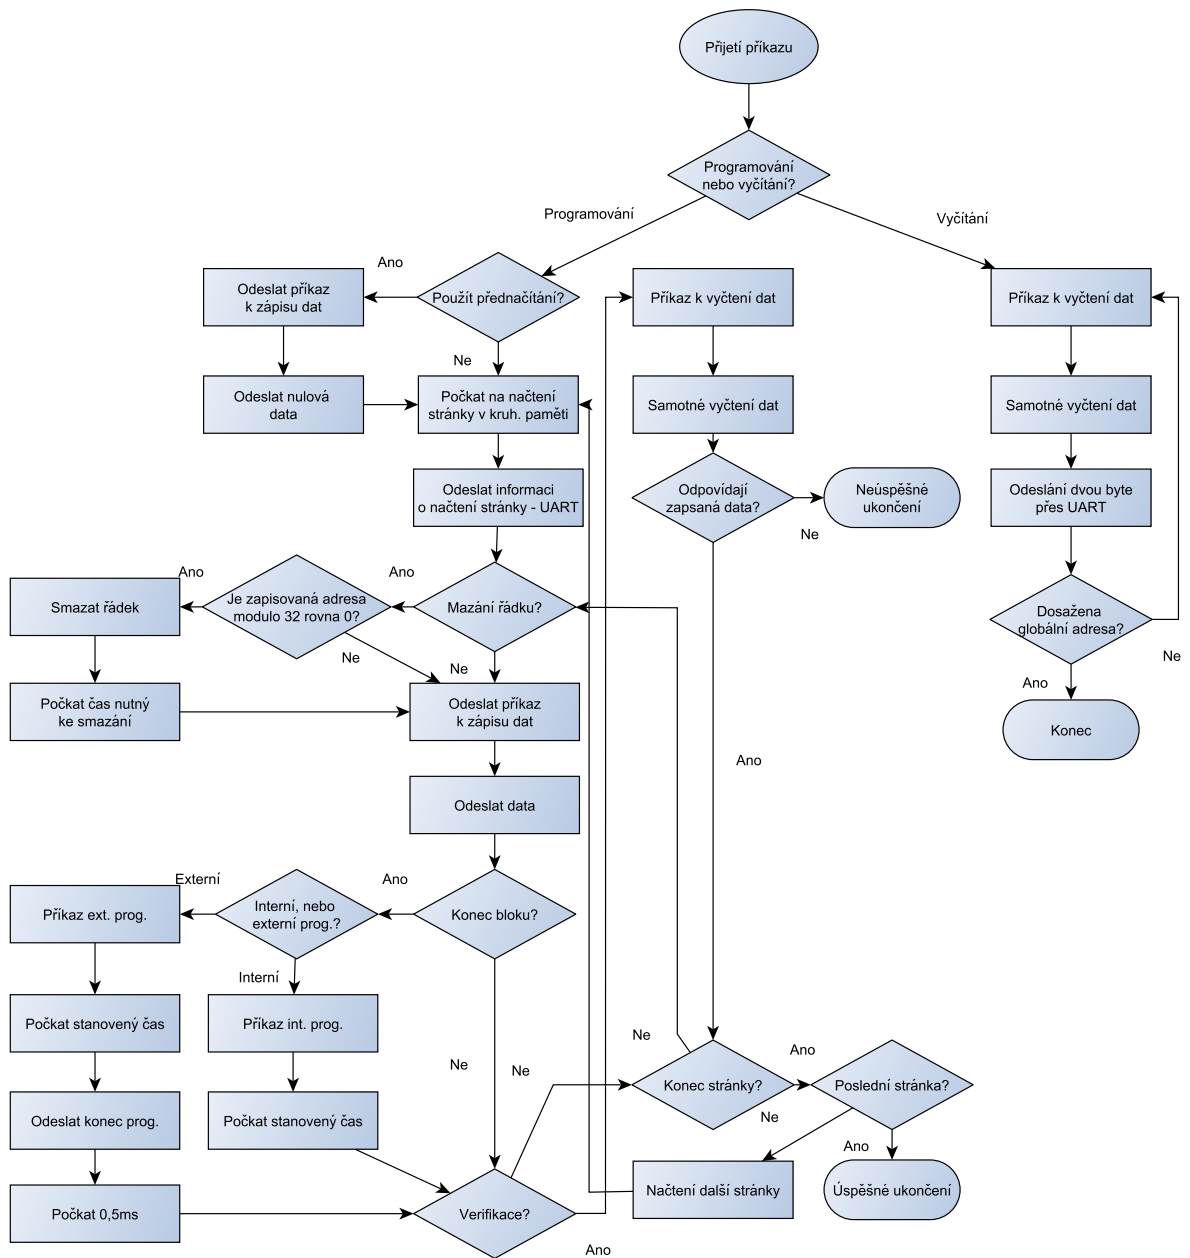 Přijetí příkazu
Programování
nebo vyčítání?
Programování
Vyčítání
Ano
Odeslat příkaz
k zápisu dat
Použít přednačítání?
Příkaz k vyčtení dat
Příkaz k vyčtení dat
Ne
Odeslat nulová
data
Počkat na načtení
stránky v kruh. paměti
Samotné vyčtení dat
Samotné vyčtení dat
Odeslat informaci
o načtení stránky - UART
Odpovídají
zapsaná data?
Neúspěšné
ukončení
Odeslání dvou byte
přes UART
Ne
Ano
Ano
Smazat řádek
Je zapisovaná adresa
modulo 32 rovna 0?
Mazání řádku?
Dosažena
globální adresa?
Ne
Ne
Ne
Ano
Počkat čas nutný
ke smazání
Odeslat příkaz
k zápisu dat
Konec
Ano
Odeslat data
Externí
Ano
Příkaz ext. prog.
Interní, nebo
externí prog.?
Konec bloku?
Interní
Počkat stanovený čas
Příkaz int. prog.
Ne
Ano
Ne
Ne
Konec stránky?
Poslední stránka?
Odeslat konec prog.
Počkat stanovený čas
Ne
Ano
Načtení další stránky
Úspěšné ukončení
Počkat 0,5ms
Verifikace?
Ano